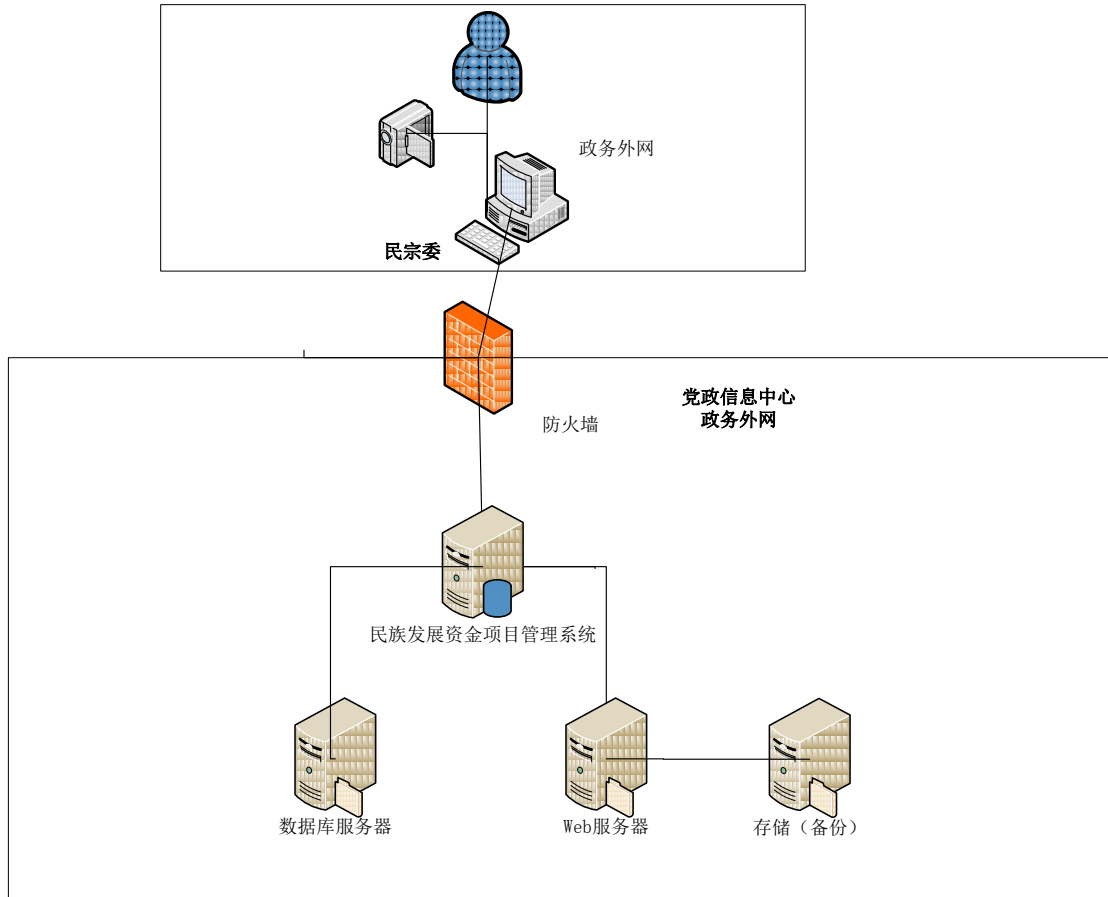 政务外网
民宗委
党政信息中心
政务外网
防火墙
民族发展资金项目管理系统
数据库服务器
Web服务器
存储（备份）